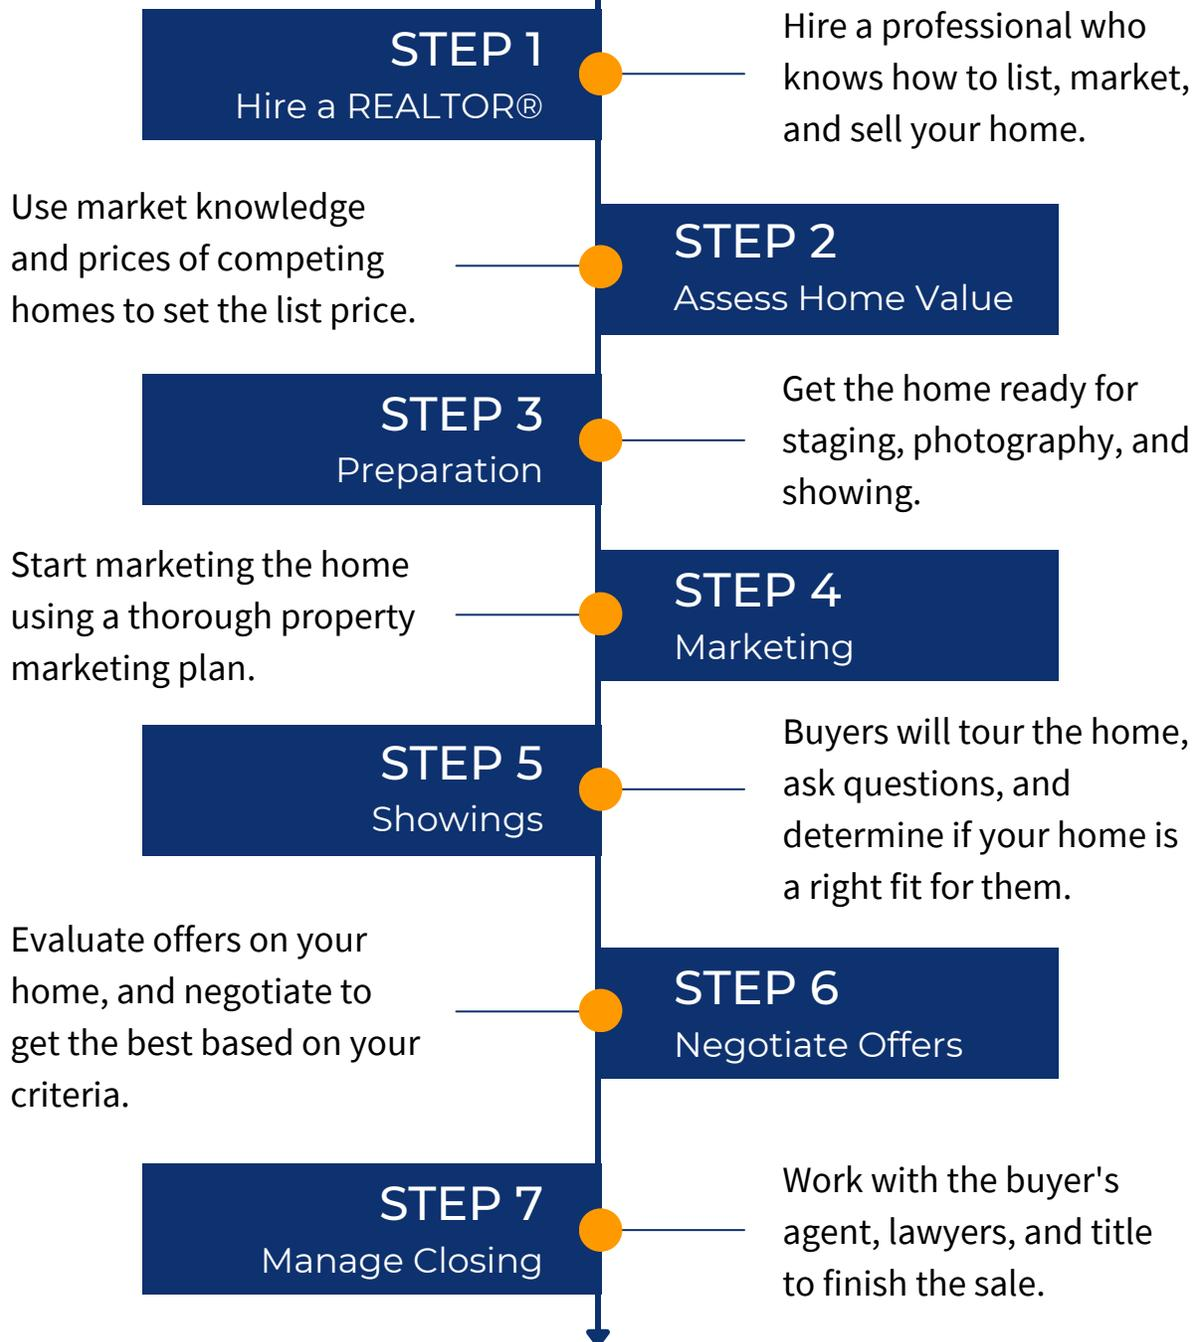 STEP 1
Hire a REALTOR®
Hire a professional who
knows how to list, market,
and sell your home.
STEP 2
Assess Home Value
Use market knowledge
and prices of competing
homes to set the list price.
STEP 3
Preparation
Get the home ready for
staging, photography, and
showing.
STEP 4
Marketing
Start marketing the home
using a thorough property
marketing plan.
STEP 5
Showings
Buyers will tour the home,
ask questions, and
determine if your home is
a right fit for them.
STEP 6
Negotiate Offers
Evaluate offers on your
home, and negotiate to
get the best based on your
criteria.
STEP 7
Manage Closing
Work with the buyer's
agent, lawyers, and title
to finish the sale.